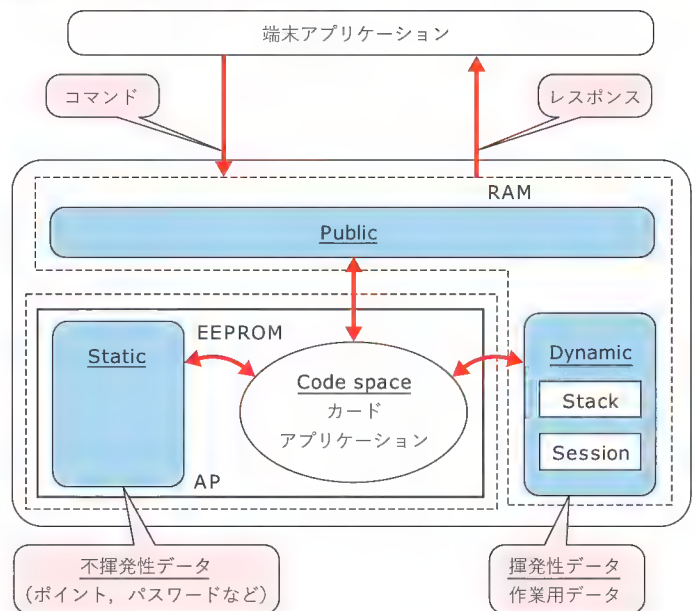 端末アプリケーション
コマンド
レスポンス
RAM
Public
EEPROM
Static
Code space
カード
アプリケーション
AP
Dynamic
Stack
Session
不揮発性データ
(ポイント，パスワードなど)
揮発性データ
作業用データ